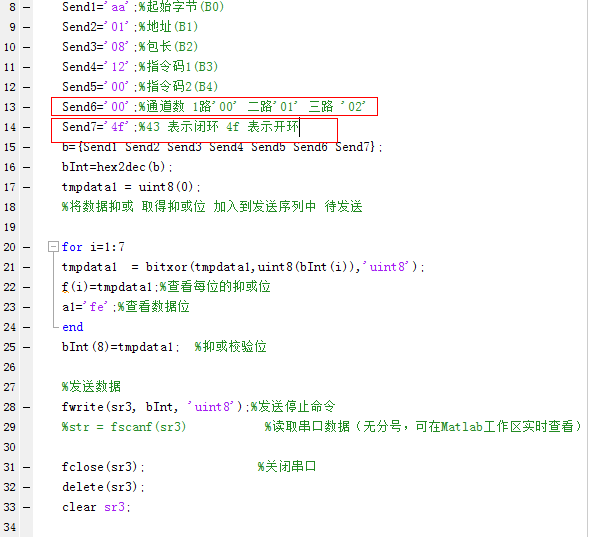 8 — Send1='aa';%起始字节(B0)
9 — Send2='01';%地址(B1)
10 — Send3='08';%包长(B2)
11 — Send4='12';%指令码1(B3)
12 — Send5='00';%指令码2(B4)
13 — Send6='00';%通道数 1路'00' 二路'01' 三路 '02'
14 — Send7='4f';%43 表示闭环 4f 表示开环
15 — b={Send1 Send2 Send3 Send4 Send5 Send6 Send7};
16 — bInt=hex2dec(b);
17 — tmpdata1 = uint8(0);
18 %将数据抑或 取得抑或位 加入到发送序列中 待发送
19
20 — for i=1:7
21 — tmpdata1 = bitxor(tmpdata1,uint8(bInt(i)),'uint8');
22 — f(i)=tmpdata1;%查看每位的抑或位
23 — a1='fe';%查看数据位
24 — end
25 — bInt(8)=tmpdata1; %抑或校验位
26
27 %发送数据
28 — fwrite(sr3, bInt, 'uint8');%发送停止命令
29 %str = fscanf(sr3) %读取串口数据（无分号，可在Matlab工作区实时查看）
30
31 — fclose(sr3); %关闭串口
32 — delete(sr3);
33 — clear sr3;
34